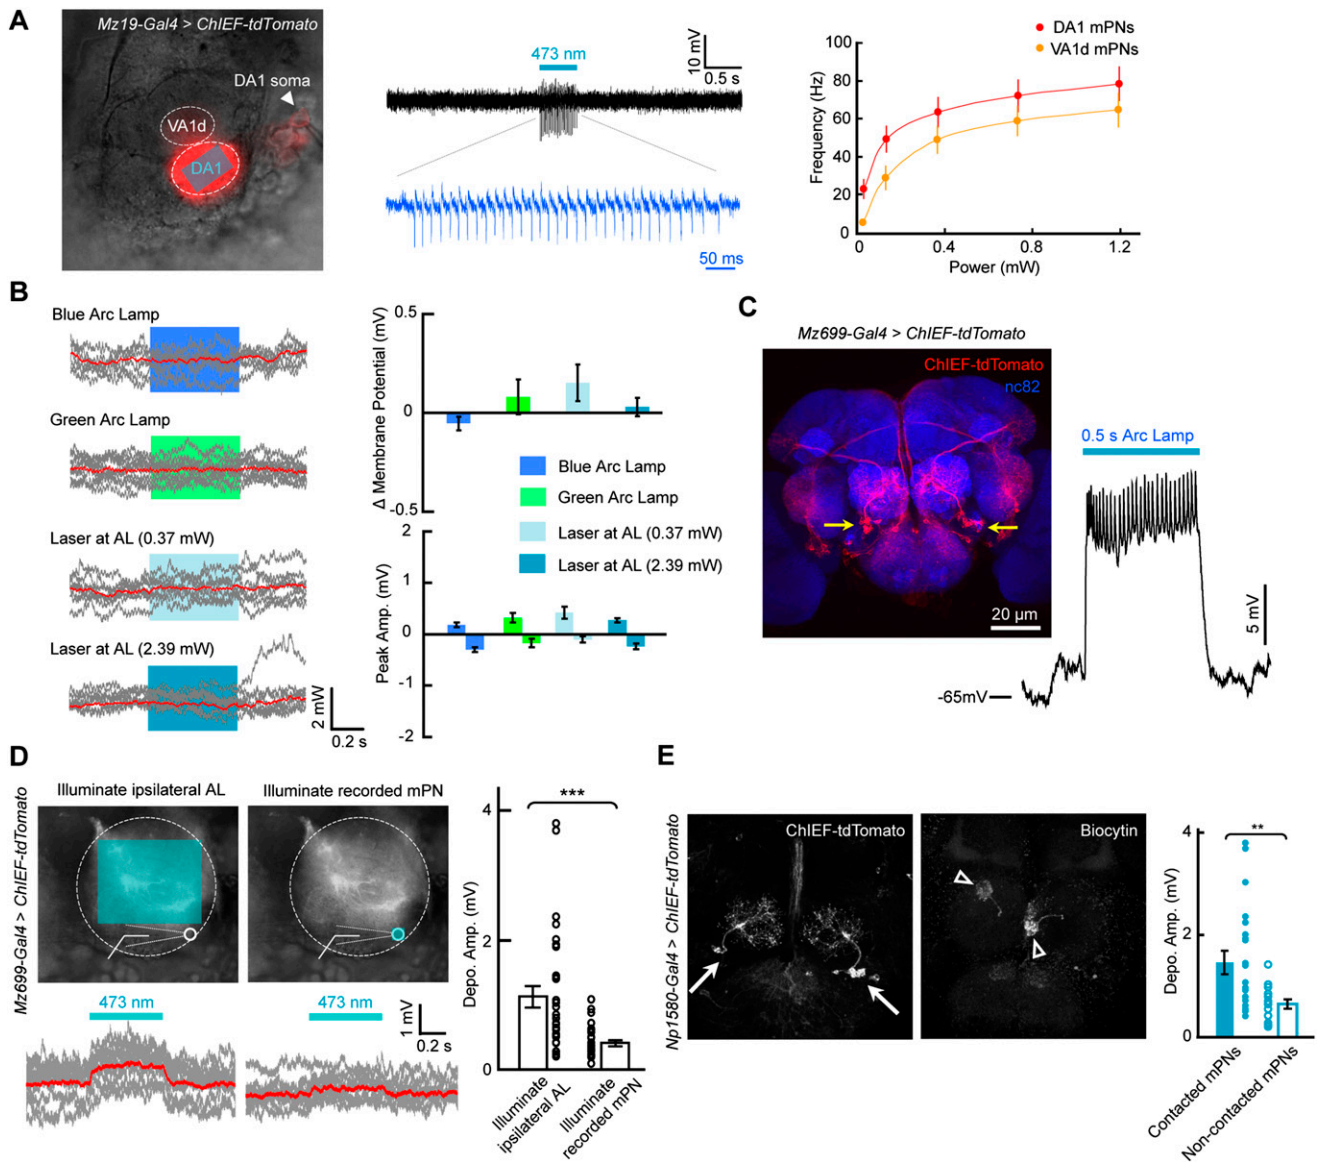 A
Mz19-Gal4 > ChIEF-tdTomato
DA1 soma
VA1d
DA1
473 nm
10 mV
0.5 s
50 ms
DA1 mPNs
VA1d mPNs
Frequency (Hz)
100
80
60
40
20
0
0
0.4
0.8
1.2
Power (mW)
B
Blue Arc Lamp
Green Arc Lamp
Laser at AL (0.37 mW)
Laser at AL (2.39 mW)
2 mW
0.2 s
Δ Membrane Potential (mV)
0.5
0
-0.5
Blue Arc Lamp
Green Arc Lamp
Laser at AL (0.37 mW)
Laser at AL (2.39 mW)
Peak Amp. (mV)
2
1
0
-1
-2
C
Mz699-Gal4 > ChIEF-tdTomato
ChIEF-tdTomato
nc82
20 µm
0.5 s Arc Lamp
5 mV
-65mV
D
Mz699-Gal4 > ChIEF-tdTomato
Illuminate ipsilateral AL
Illuminate recorded mPN
473 nm
473 nm
1 mV
0.2 s
Depo. Amp. (mV)
4
2
0
***
Illuminate
ipsilateral AL
Illuminate
recorded mPN
E
Np1580-Gal4 > ChIEF-tdTomato
ChIEF-tdTomato
Biocytin
Depo. Amp. (mV)
4
2
0
**
Contacted mPNs
Non-contacted mPNs